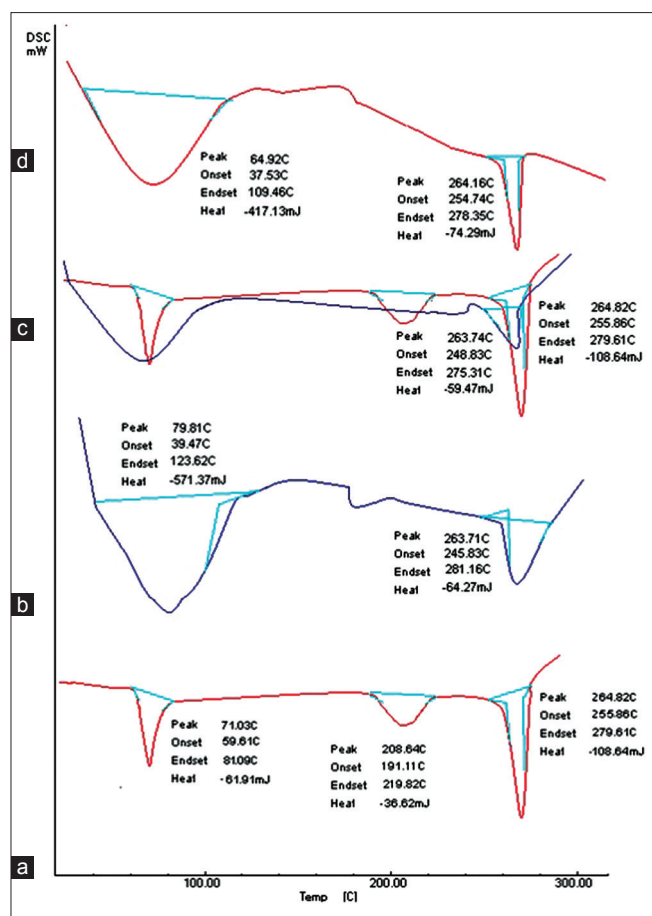 DSC
mW
d
Peak 64.92C
Onset 37.53C
Endset 109.46C
Heat -417.13mJ
Peak 264.16C
Onset 254.74C
Endset 278.35C
Heat -74.29mJ
c
Peak 263.74C
Onset 248.83C
Endset 275.31C
Heat -59.47mJ
Peak 264.82C
Onset 255.86C
Endset 279.61C
Heat -108.64mJ
b
Peak 79.81C
Onset 39.47C
Endset 123.62C
Heat -571.37mJ
Peak 263.71C
Onset 245.83C
Endset 281.16C
Heat -64.27mJ
a
Peak 71.03C
Onset 59.61C
Endset 81.09C
Heat -61.91mJ
Peak 208.64C
Onset 191.11C
Endset 219.82C
Heat -36.62mJ
Peak 264.82C
Onset 255.86C
Endset 279.61C
Heat -108.64mJ
100.00 200.00 300.00
Temp [C]